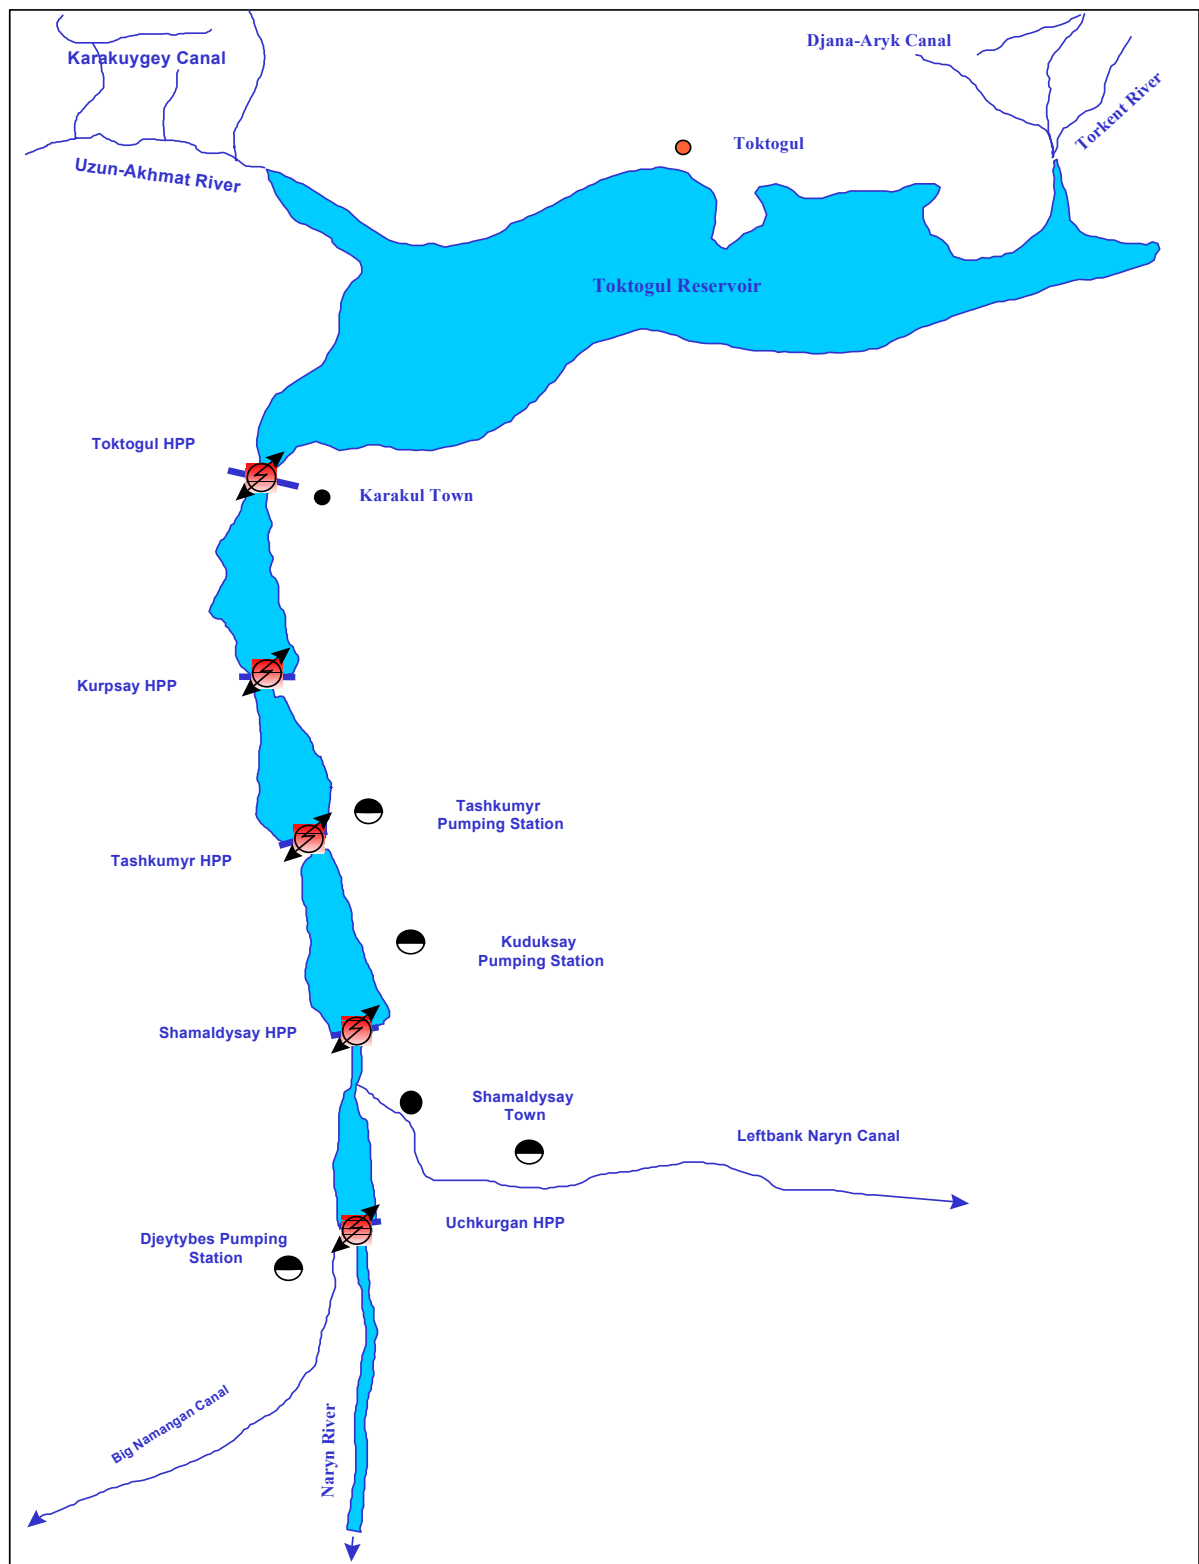 Djana-Aryk Canal
Karakuygey Canal
Torkent River
Toktogul
Uzun-Akhmat River
Toktogul Reservoir
Toktogul HPP
Karakul Town
Kurpsay HPP
Tashkumyr
Pumping Station
Tashkumyr HPP
Kuduksay
Pumping Station
Shamaldysay HPP
Shamaldysay
Town
Leftbank Naryn Canal
Uchkurgan HPP
Djeytybes Pumping
Station
Big Namangan Canal
Naryn River